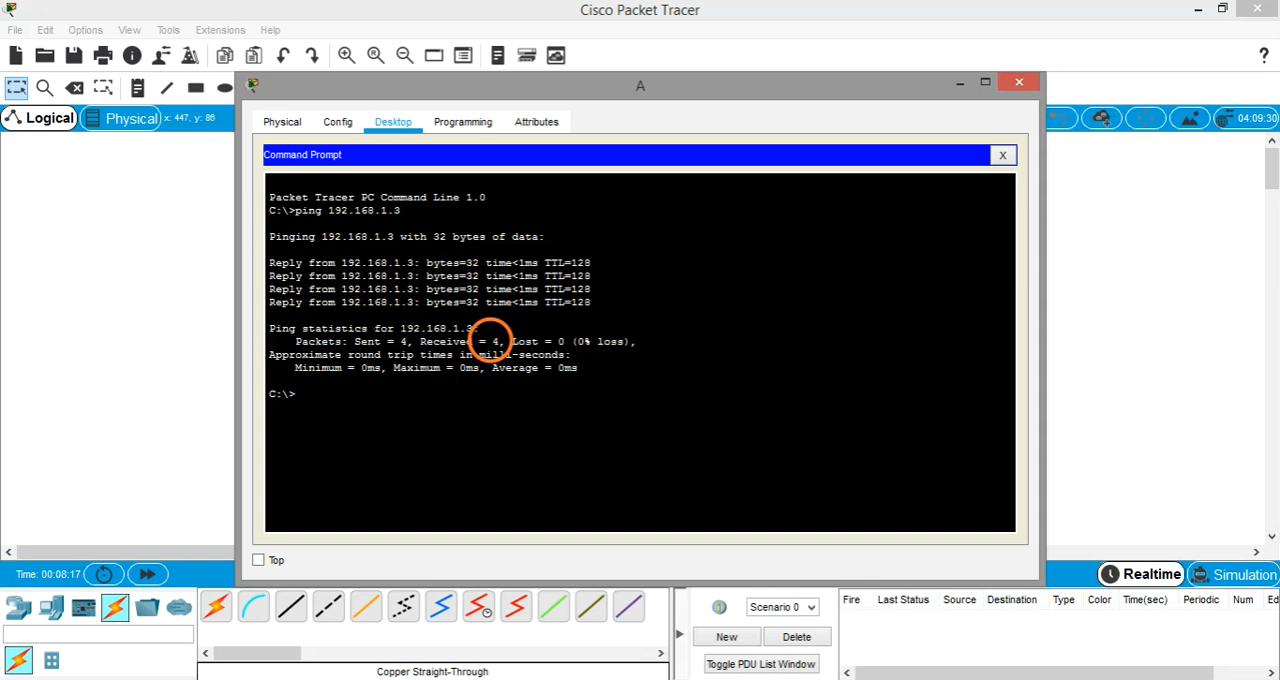 Cisco Packet Tracer
File Edit Options View Tools Extensions Help
A
Logical Physical x: 447, y: 86 04:09:30
Physical Config Desktop Programming Attributes
Command Prompt X
Packet Tracer PC Command Line 1.0
C:\>ping 192.168.1.3
Pinging 192.168.1.3 with 32 bytes of data:
Reply from 192.168.1.3: bytes=32 time<1ms TTL=128
Reply from 192.168.1.3: bytes=32 time<1ms TTL=128
Reply from 192.168.1.3: bytes=32 time<1ms TTL=128
Reply from 192.168.1.3: bytes=32 time<1ms TTL=128
Ping statistics for 192.168.1.3:
Packets: Sent = 4, Received = 4, Lost = 0 (0% loss),
Approximate round trip times in milli-seconds:
Minimum = 0ms, Maximum = 0ms, Average = 0ms
C:\>
Top
Time: 00:08:17 Realtime Simulation
Scenario 0 Fire Last Status Source Destination Type Color Time(sec) Periodic Num Ed
New Delete
Toggle PDU List Window
Copper Straight-Through